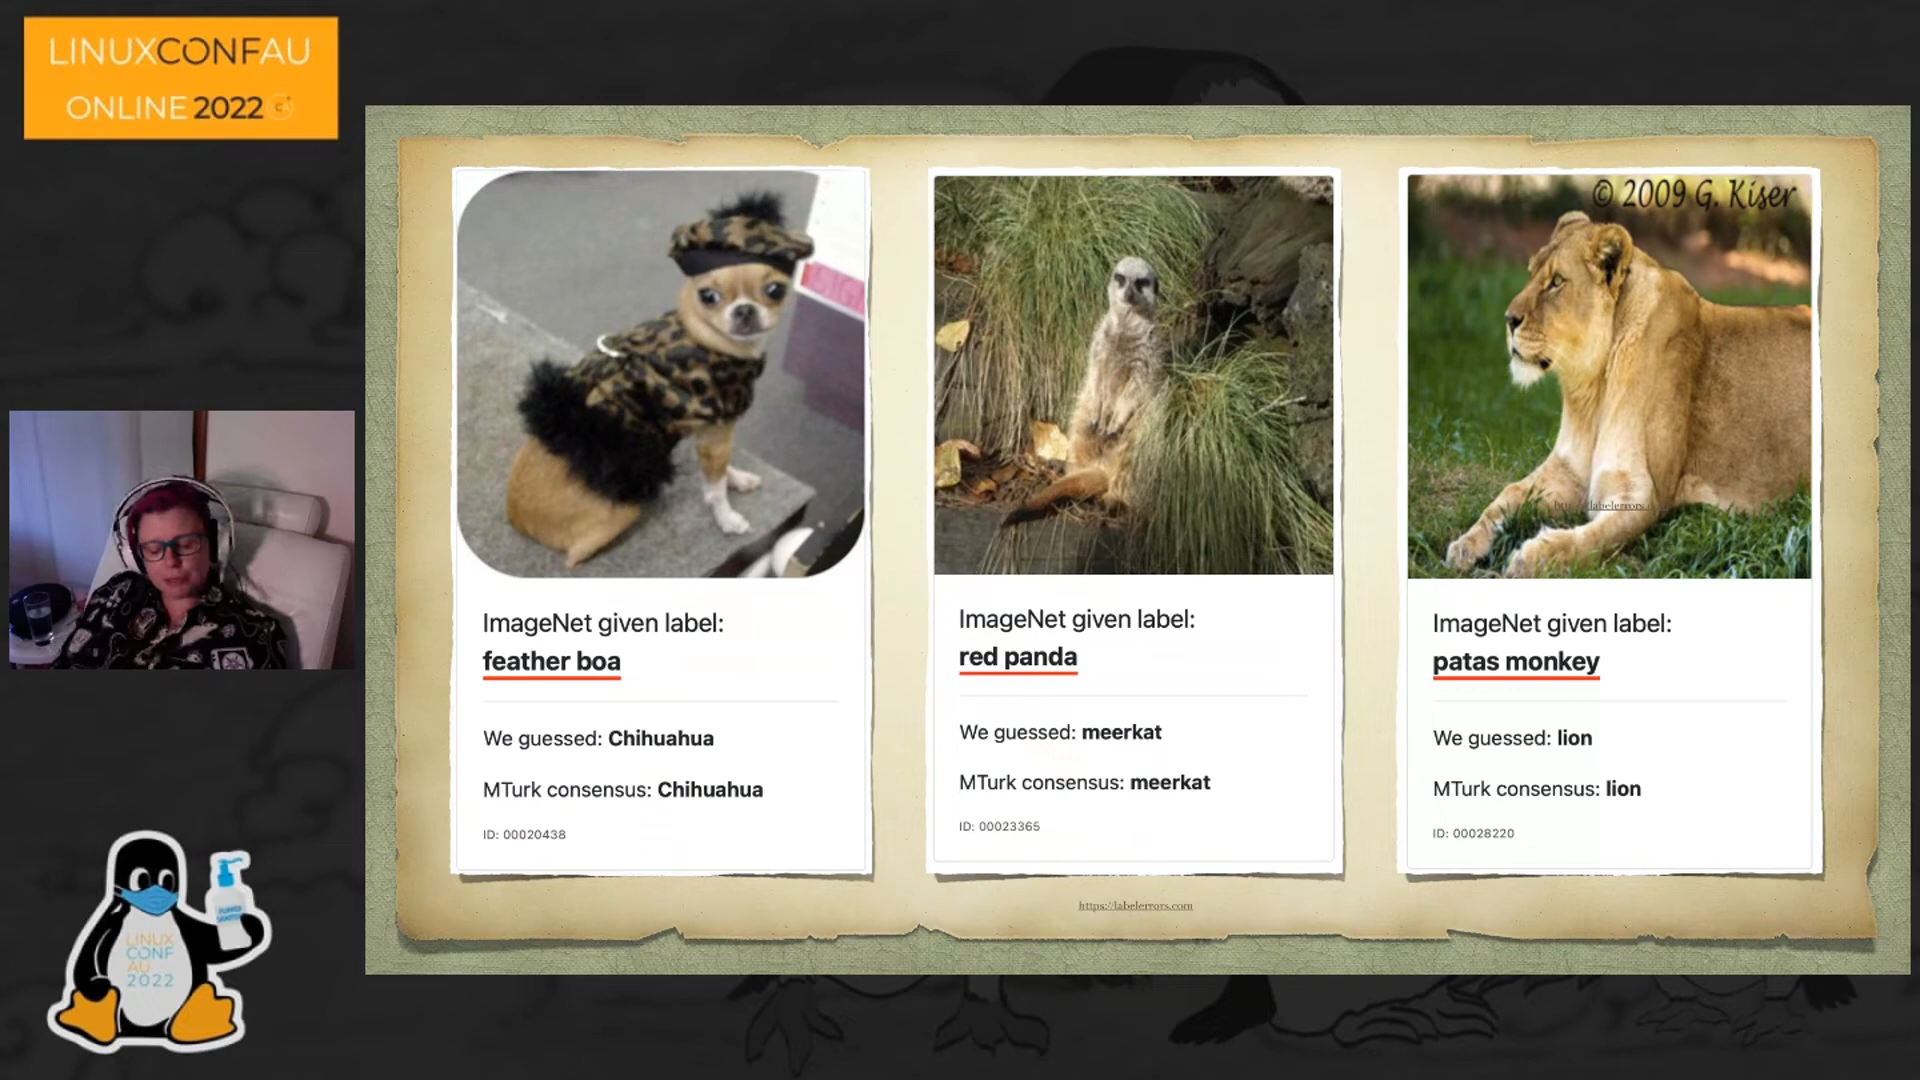 LINUXCONFAU
ONLINE 2022
© 2009 G. Kiser
ImageNet given label:
feather boa
We guessed: Chihuahua
MTurk consensus: Chihuahua
ID: 00020438
ImageNet given label:
red panda
We guessed: meerkat
MTurk consensus: meerkat
ID: 00023365
ImageNet given label:
patas monkey
We guessed: lion
MTurk consensus: lion
ID: 00028220
https://labelerrors.com
LINUX
CONF
AU
2022